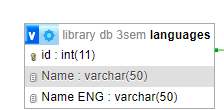 v library db 3sem languages
id : int(11)
Name : varchar(50)
Name ENG : varchar(50)